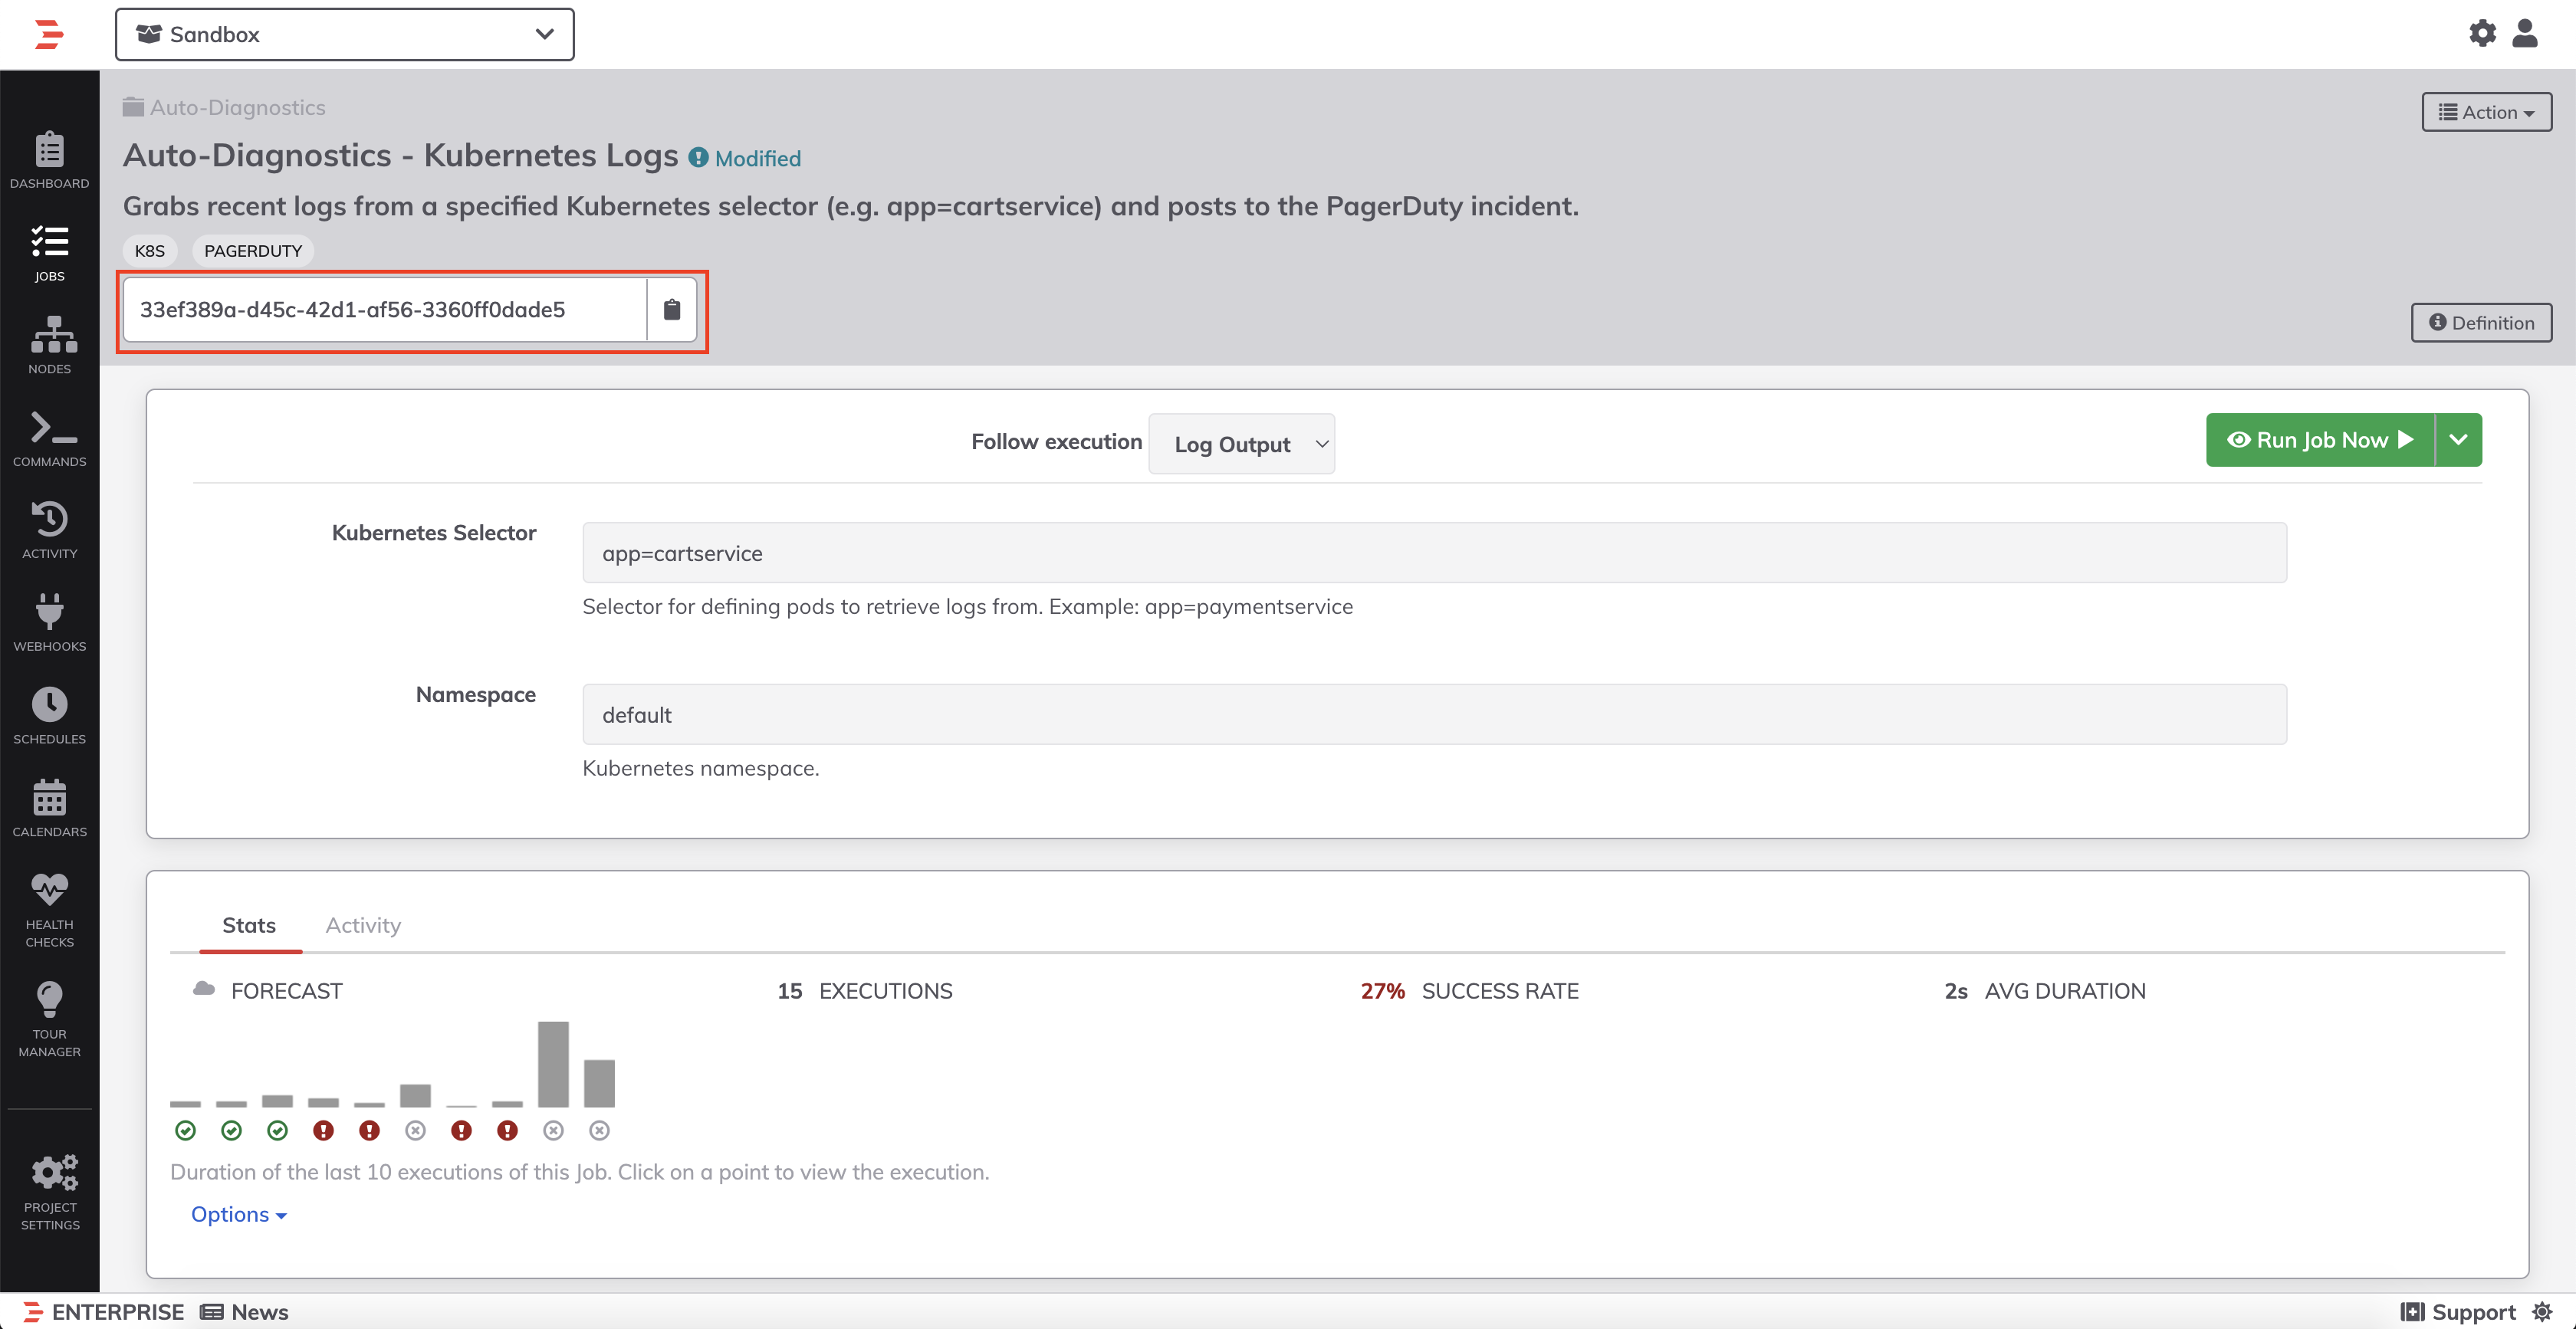 Sandbox
Auto-Diagnostics
Action
Auto-Diagnostics - Kubernetes Logs Modified
Grabs recent logs from a specified Kubernetes selector (e.g. app=cartservice) and posts to the PagerDuty incident.
K8S PAGERDUTY
33ef389a-d45c-42d1-af56-3360ff0dade5
Definition
DASHBOARD
JOBS
NODES
COMMANDS
ACTIVITY
WEBHOOKS
SCHEDULES
CALENDARS
HEALTH
CHECKS
TOUR
MANAGER
PROJECT
SETTINGS
Follow execution Log Output Run Job Now
Kubernetes Selector app=cartservice
Selector for defining pods to retrieve logs from. Example: app=paymentservice
Namespace default
Kubernetes namespace.
Stats Activity
FORECAST 15 EXECUTIONS 27% SUCCESS RATE 2s AVG DURATION
Duration of the last 10 executions of this Job. Click on a point to view the execution.
Options
ENTERPRISE News Support